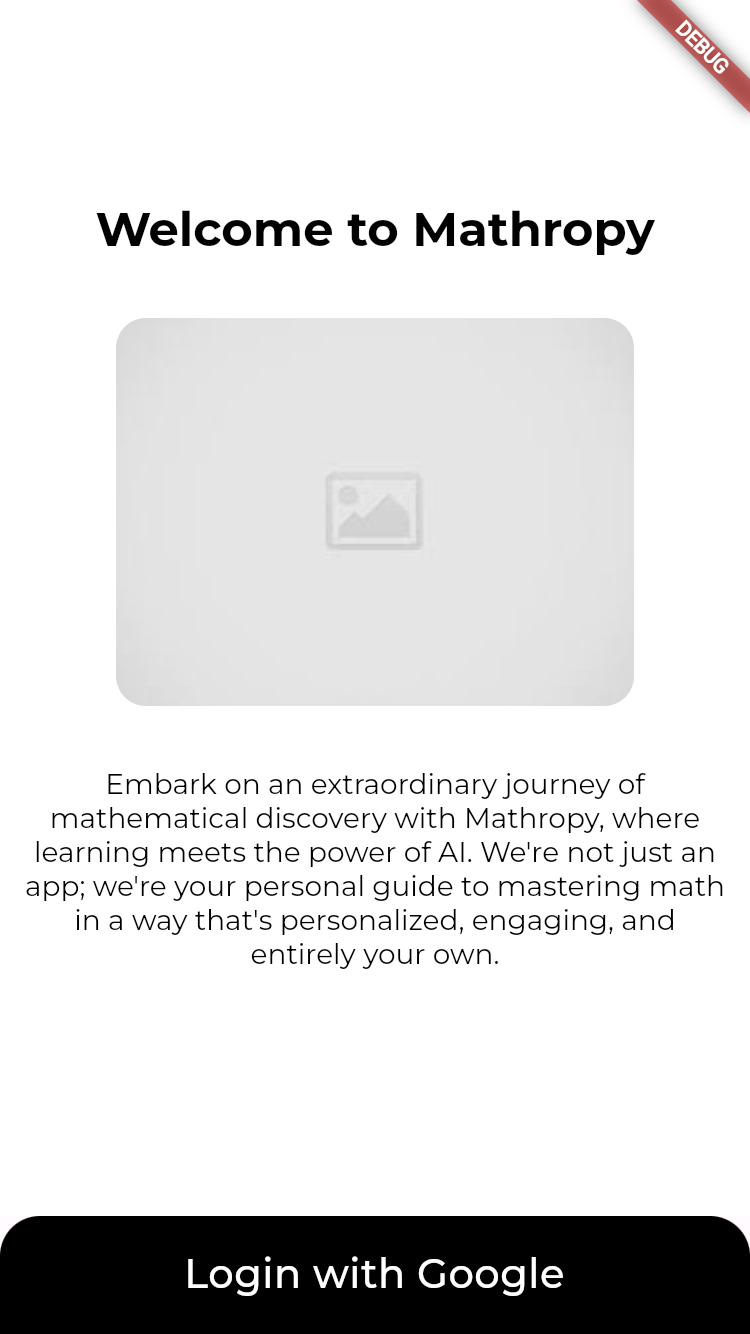 DEBUG
Welcome to Mathropy
Embark on an extraordinary journey of
mathematical discovery with Mathropy, where
learning meets the power of AI. We're not just an
app; we're your personal guide to mastering math
in a way that's personalized, engaging, and
entirely your own.
Login with Google